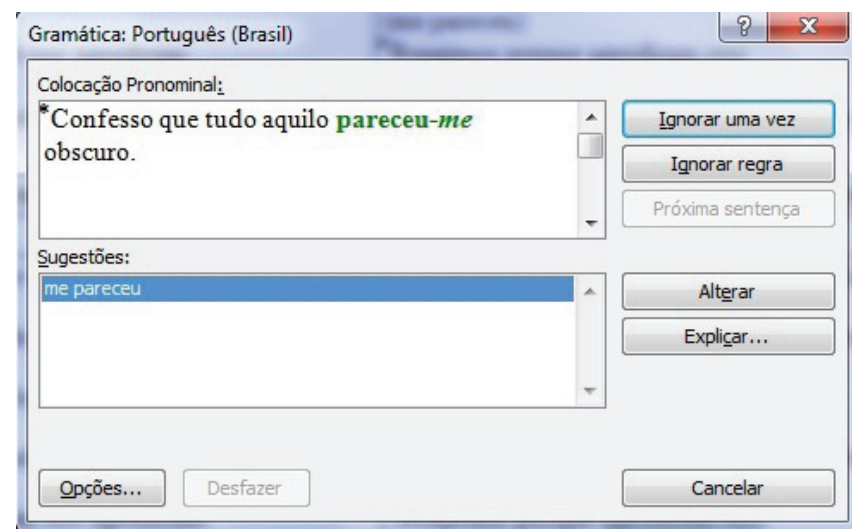 Gramática: Português (Brasil)
?
X
Colocação Pronominal:
*Confesso que tudo aquilo pareceu-me
obscuro.
Ignorar uma vez
Ignorar regra
Próxima sentença
Sugestões:
me pareceu
Alterar
Explicar...
Opções...
Desfazer
Cancelar